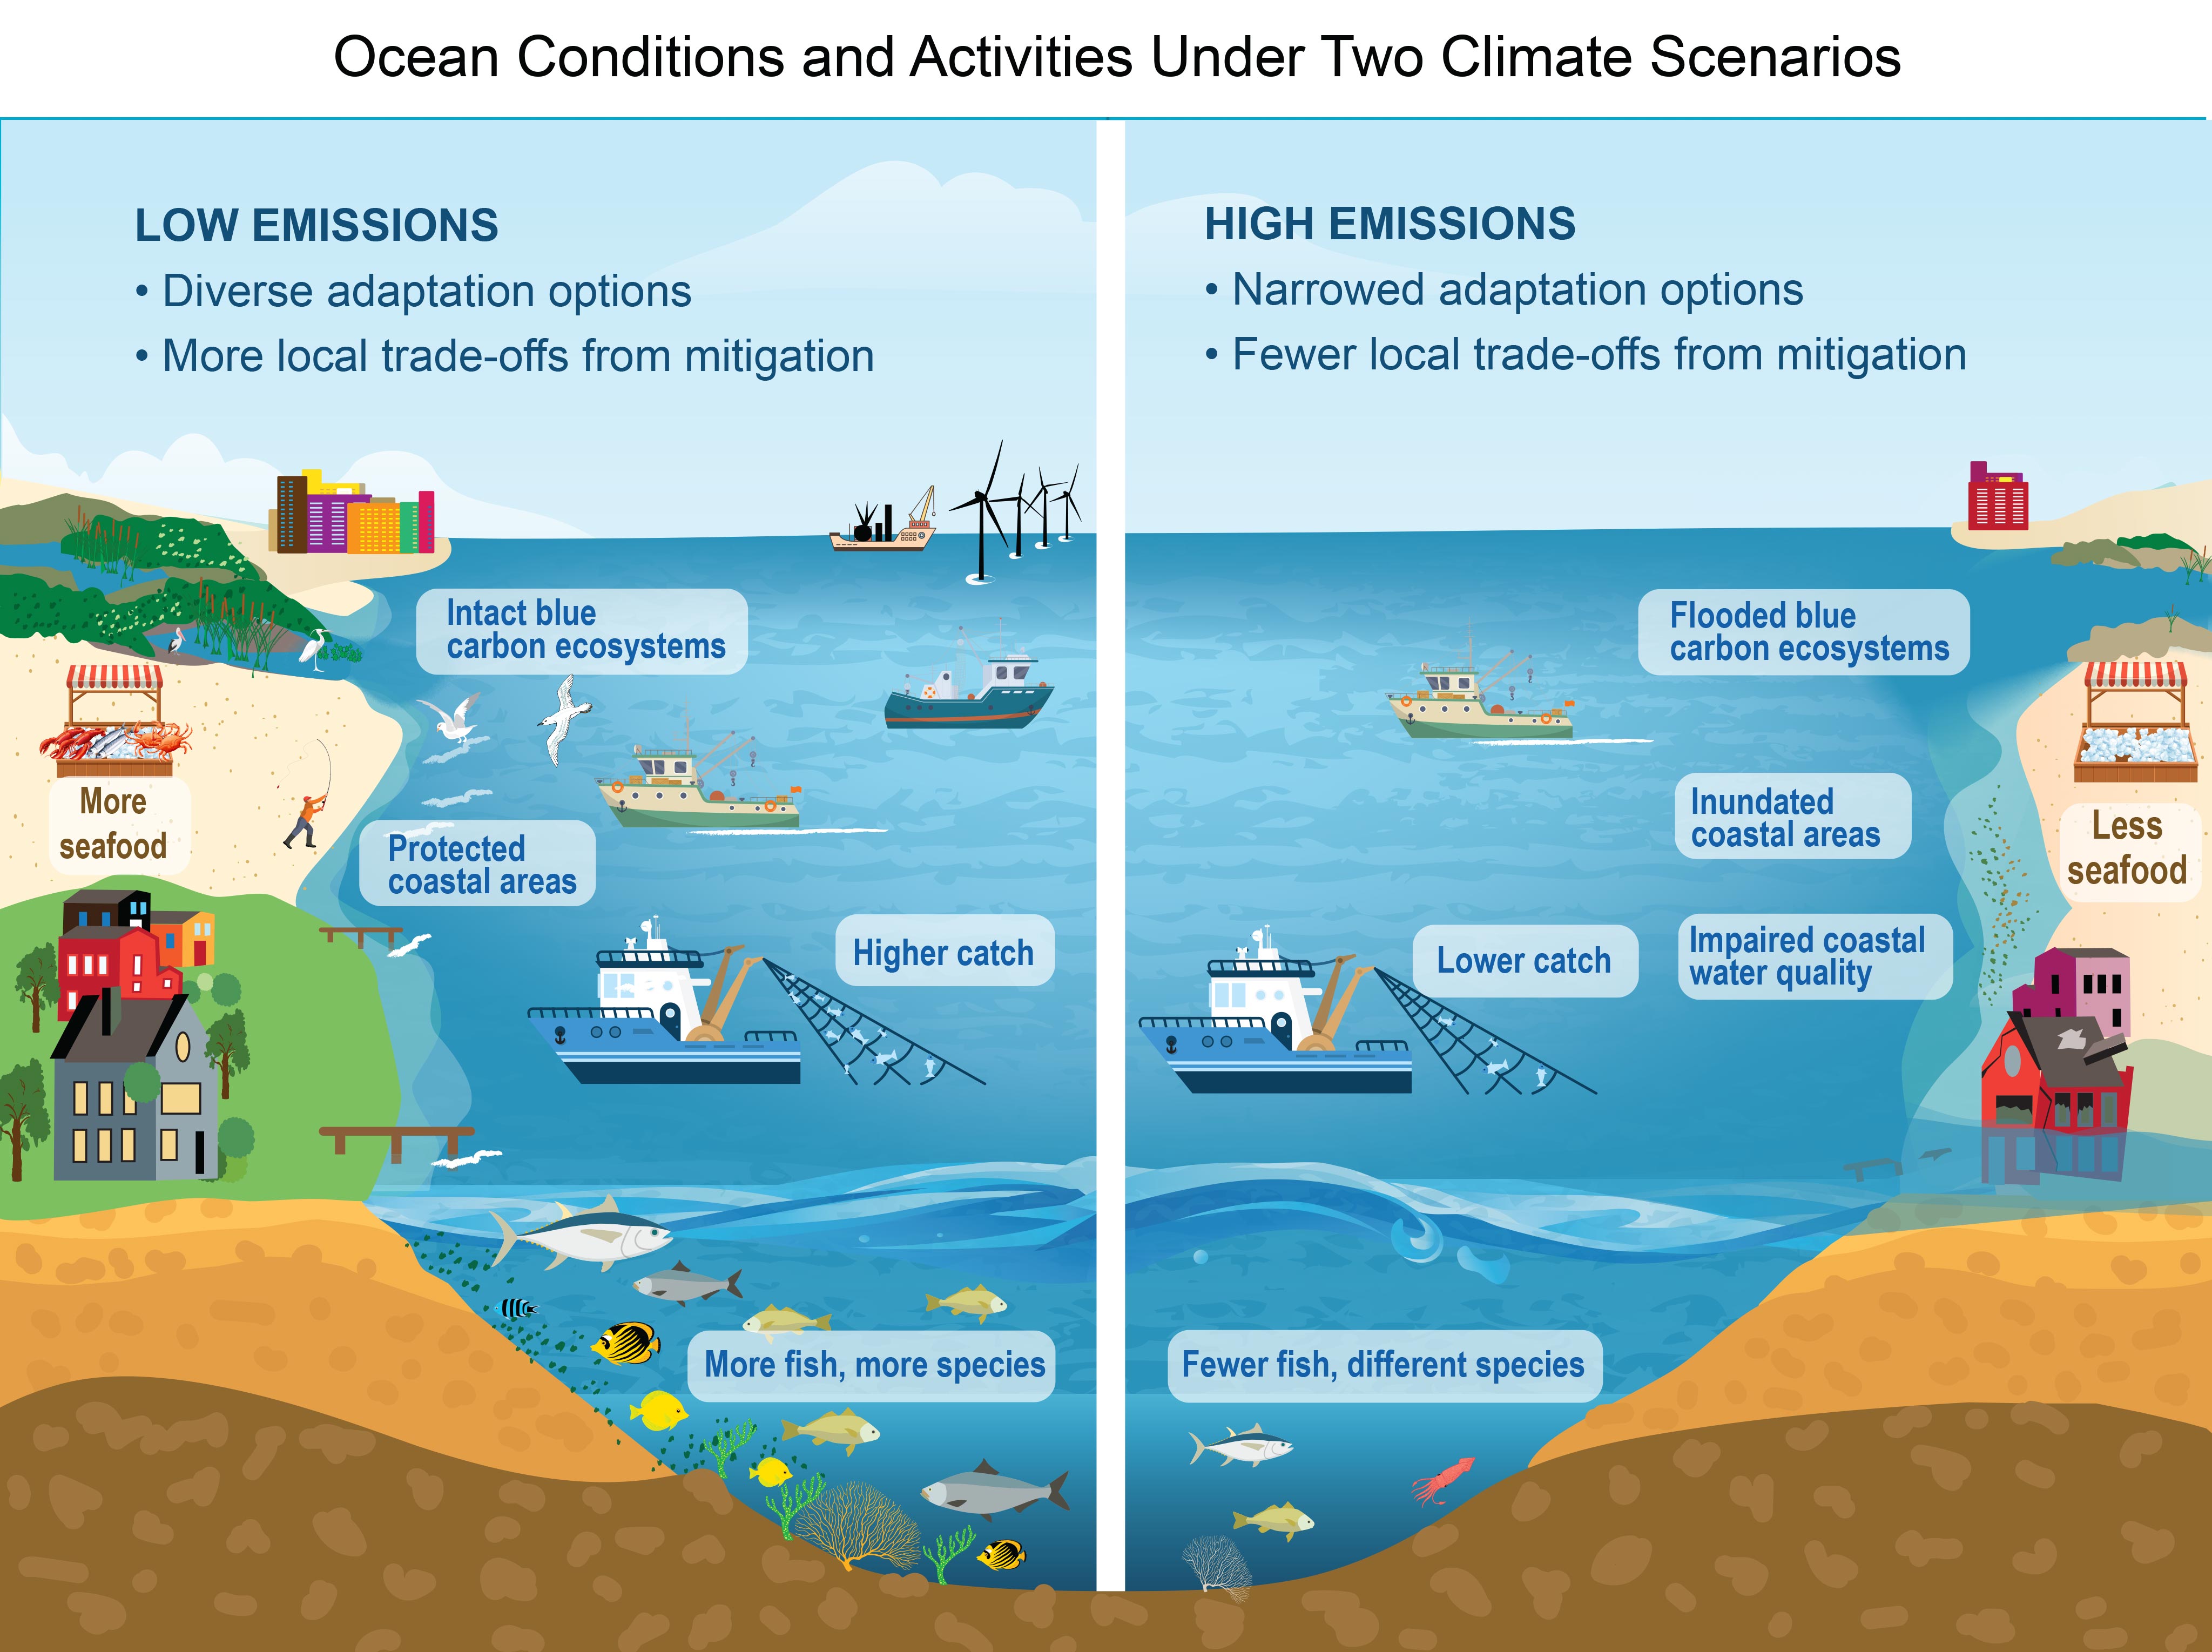 Ocean Conditions and Activities Under Two Climate Scenarios
LOW EMISSIONS
• Diverse adaptation options
• More local trade-offs from mitigation
Intact blue
carbon ecosystems
More
seafood
Protected
coastal areas
Higher catch
More fish, more species
HIGH EMISSIONS
• Narrowed adaptation options
• Fewer local trade-offs from mitigation
Flooded blue
carbon ecosystems
Inundated
coastal areas
Less
seafood
Lower catch
Impaired coastal
water quality
Fewer fish, different species